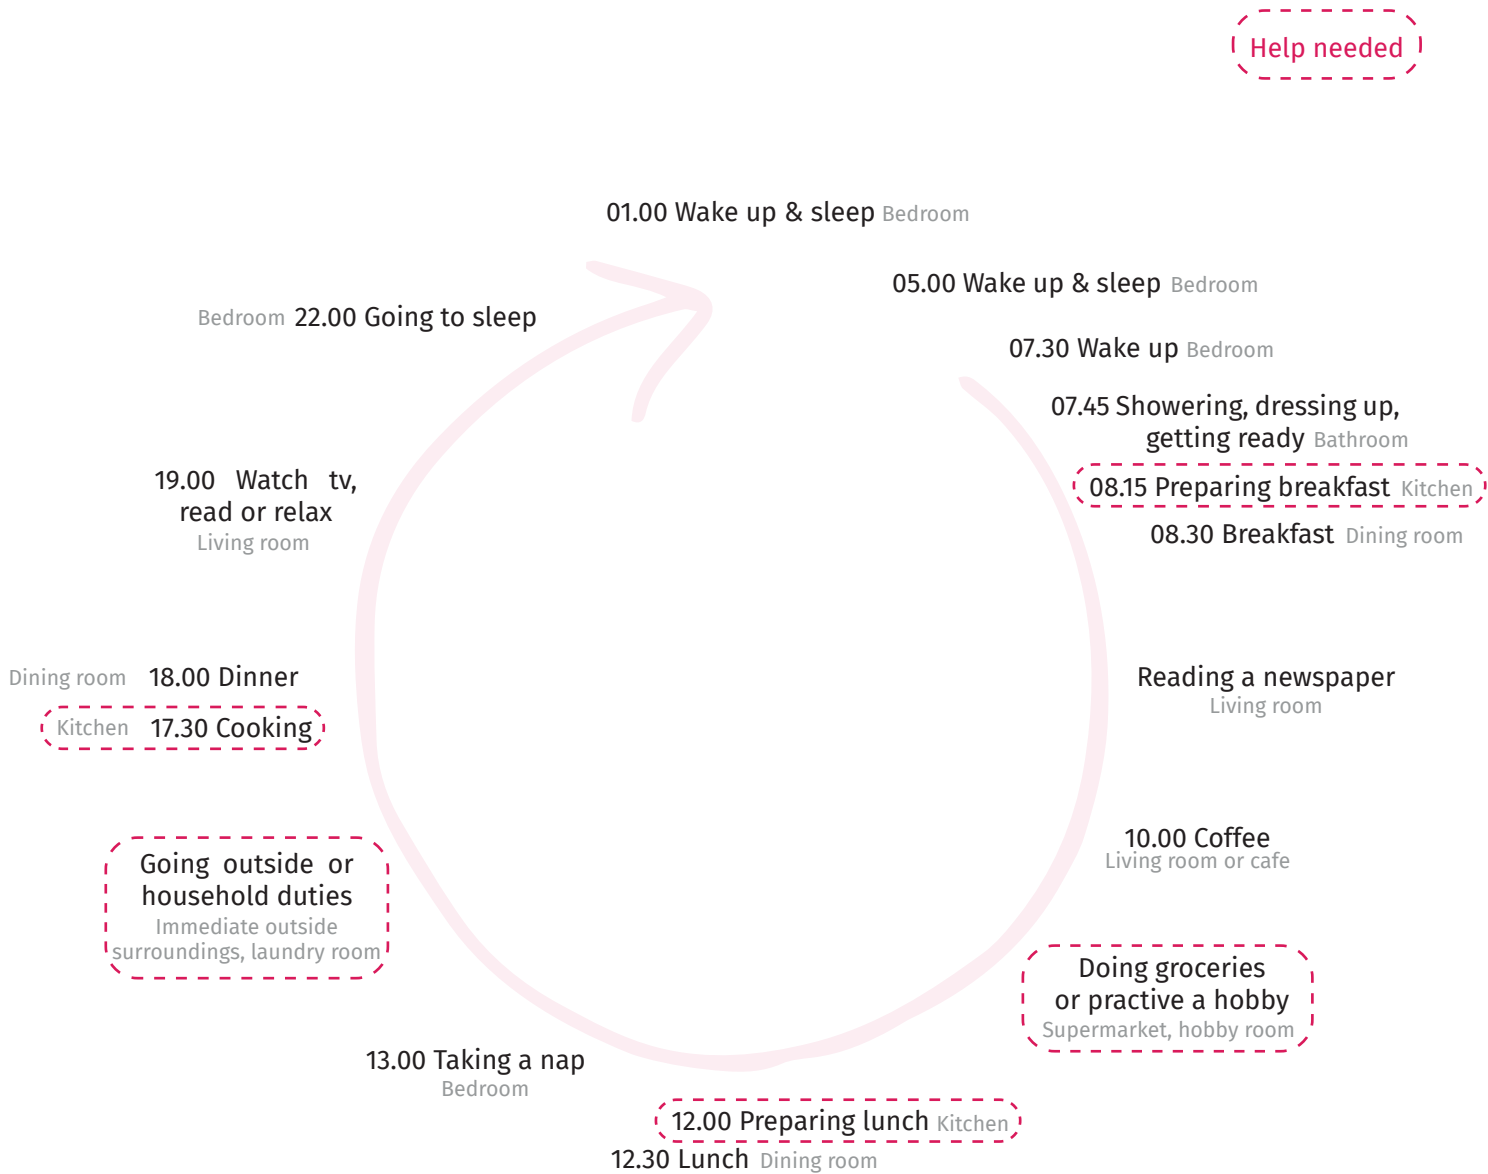 Help needed
01.00 Wake up & sleep Bedroom
05.00 Wake up & sleep Bedroom
07.30 Wake up Bedroom
07.45 Showering, dressing up,
getting ready Bathroom
08.15 Preparing breakfast Kitchen
08.30 Breakfast Dining room
Reading a newspaper
Living room
10.00 Coffee
Living room or cafe
Doing groceries
or practive a hobby
Supermarket, hobby room
12.00 Preparing lunch Kitchen
12.30 Lunch Dining room
13.00 Taking a nap
Bedroom
Going outside or
household duties
Immediate outside
surroundings, laundry room
Kitchen 17.30 Cooking
Dining room 18.00 Dinner
19.00 Watch tv,
read or relax
Living room
Bedroom 22.00 Going to sleep